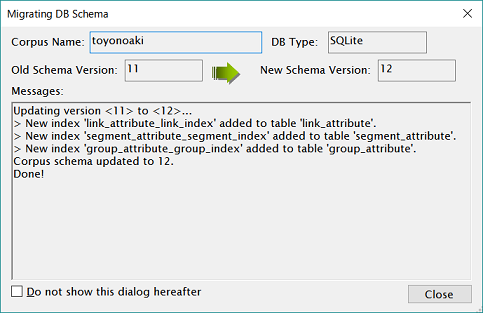 Migrating DB Schema
Corpus Name: toyonoaki DB Type: SQLite
Old Schema Version: 11 New Schema Version: 12
Messages:
Updating version <11> to <12>...
> New index 'link_attribute_link_index' added to table 'link_attribute'.
> New index 'segment_attribute_segment_index' added to table 'segment_attribute'.
> New index 'group_attribute_group_index' added to table 'group_attribute'.
Corpus schema updated to 12.
Done!
Do not show this dialog hereafter Close